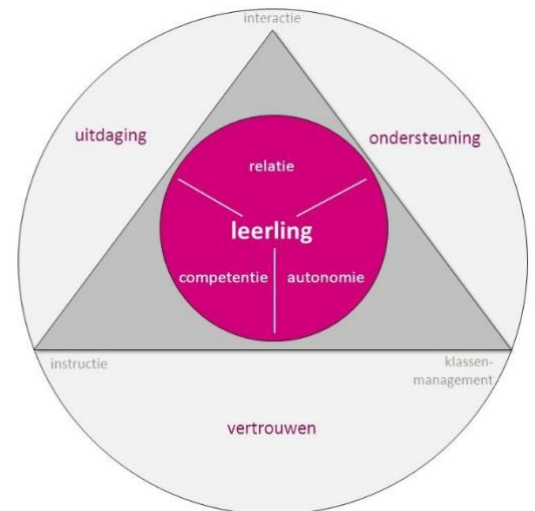 interactie
uitdaging
ondersteuning
relatie
leerling
competentie
autonomie
instructie
klassen-
management
vertrouwen